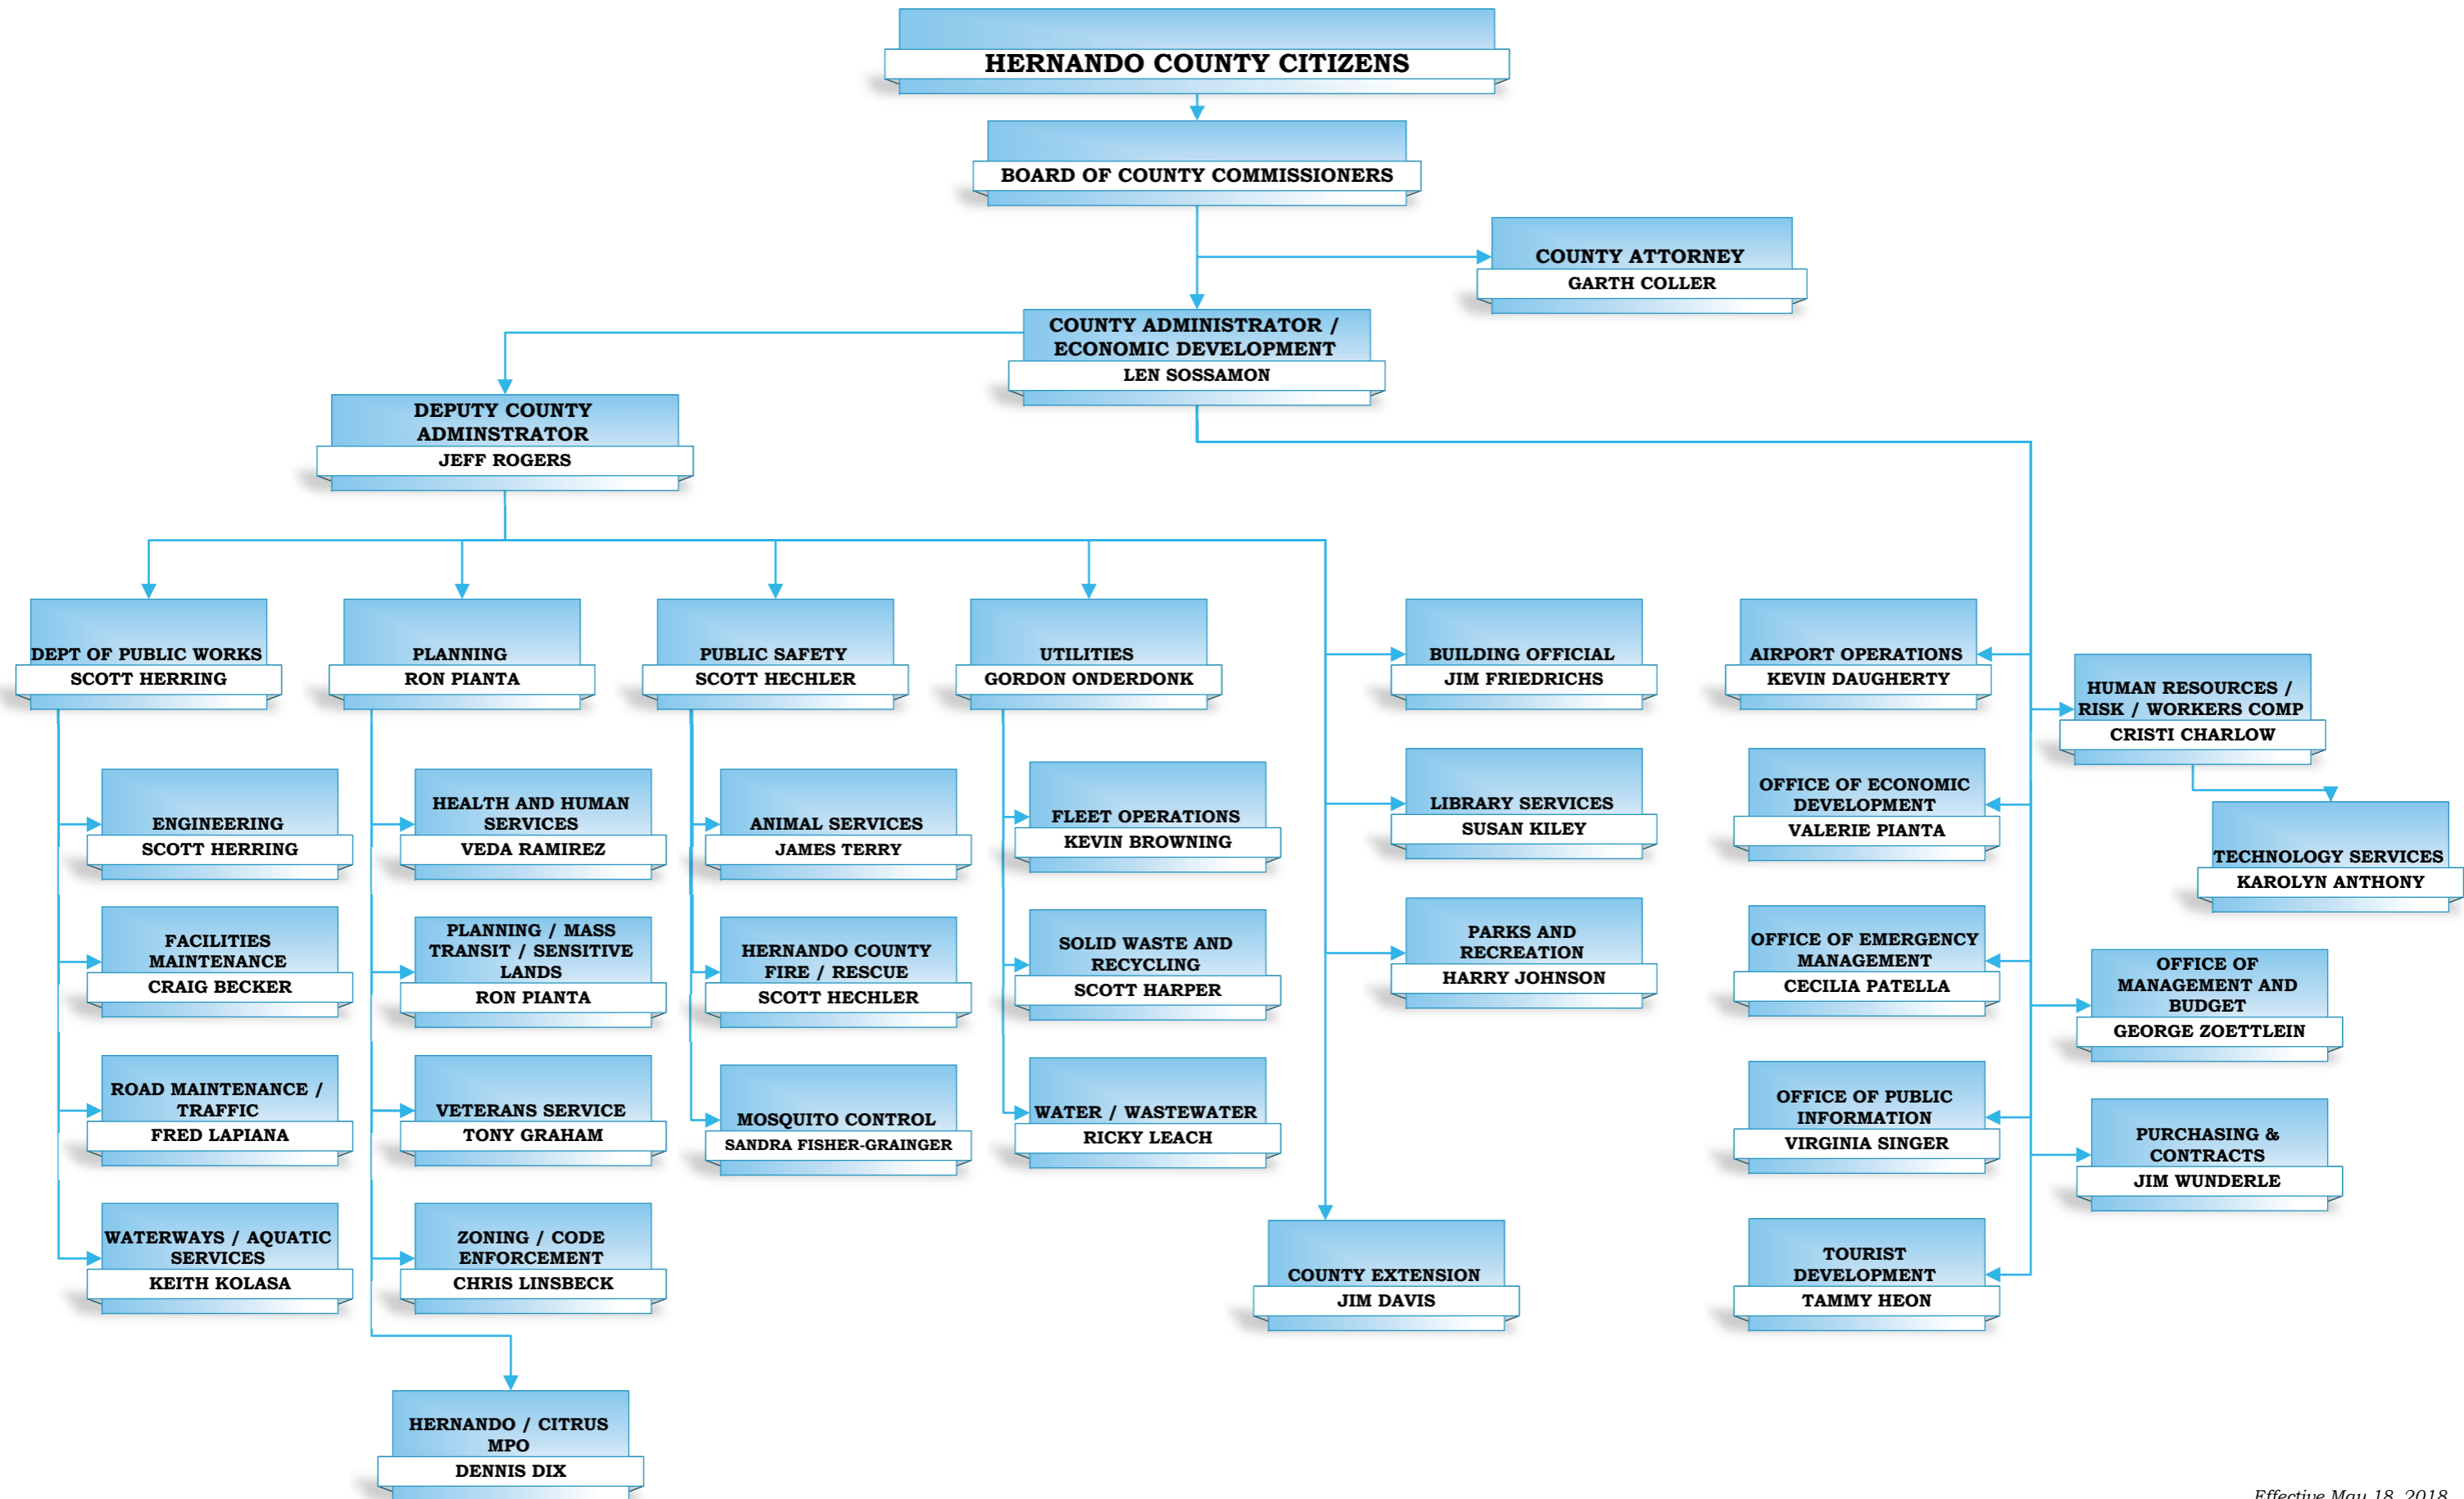 HERNANDO COUNTY CITIZENS
BOARD OF COUNTY COMMISSIONERS
COUNTY ATTORNEY
GARTH COLLER
COUNTY ADMINISTRATOR /
ECONOMIC DEVELOPMENT
LEN SOSSAMON
DEPUTY COUNTY
ADMINSTRATOR
JEFF ROGERS
DEPT OF PUBLIC WORKS
SCOTT HERRING
ENGINEERING
SCOTT HERRING
FACILITIES
MAINTENANCE
CRAIG BECKER
ROAD MAINTENANCE /
TRAFFIC
FRED LAPIANA
WATERWAYS / AQUATIC
SERVICES
KEITH KOLASA
PLANNING
RON PIANTA
HEALTH AND HUMAN
SERVICES
VEDA RAMIREZ
PLANNING / MASS
TRANSIT / SENSITIVE
LANDS
RON PIANTA
VETERANS SERVICE
TONY GRAHAM
ZONING / CODE
ENFORCEMENT
CHRIS LINSBECK
HERNANDO / CITRUS
MPO
DENNIS DIX
PUBLIC SAFETY
SCOTT HECHLER
ANIMAL SERVICES
JAMES TERRY
HERNANDO COUNTY
FIRE / RESCUE
SCOTT HECHLER
MOSQUITO CONTROL
SANDRA FISHER-GRAINGER
UTILITIES
GORDON ONDERDONK
FLEET OPERATIONS
KEVIN BROWNING
SOLID WASTE AND
RECYCLING
SCOTT HARPER
WATER / WASTEWATER
RICKY LEACH
BUILDING OFFICIAL
JIM FRIEDRICHS
LIBRARY SERVICES
SUSAN KILEY
PARKS AND
RECREATION
HARRY JOHNSON
COUNTY EXTENSION
JIM DAVIS
AIRPORT OPERATIONS
KEVIN DAUGHERTY
OFFICE OF ECONOMIC
DEVELOPMENT
VALERIE PIANTA
OFFICE OF EMERGENCY
MANAGEMENT
CECILIA PATELLA
OFFICE OF PUBLIC
INFORMATION
VIRGINIA SINGER
TOURIST
DEVELOPMENT
TAMMY HEON
HUMAN RESOURCES /
RISK / WORKERS COMP
CRISTI CHARLOW
TECHNOLOGY SERVICES
KAROLYN ANTHONY
OFFICE OF
MANAGEMENT AND
BUDGET
GEORGE ZOETTLEIN
PURCHASING &
CONTRACTS
JIM WUNDERLE
Effective May 18, 2018